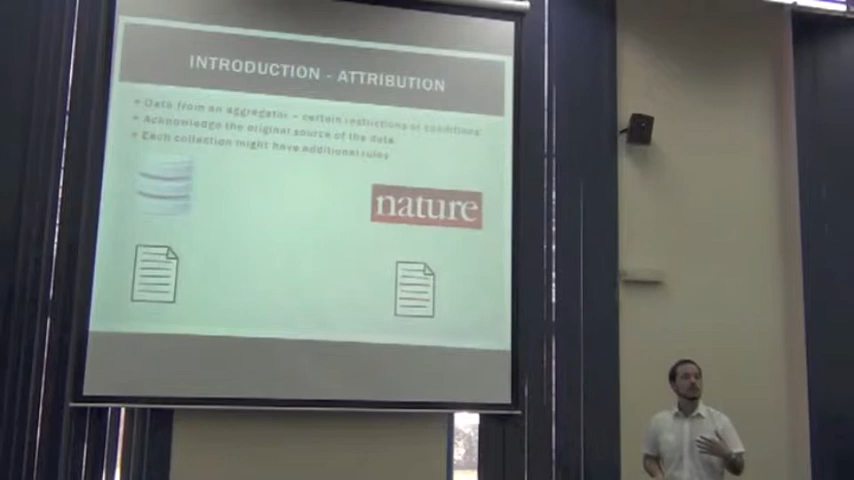 INTRODUCTION - ATTRIBUTION
Data from an aggregator – certain restrictions or conditions
Acknowledge the original source of the data
Each collection might have additional rules
nature